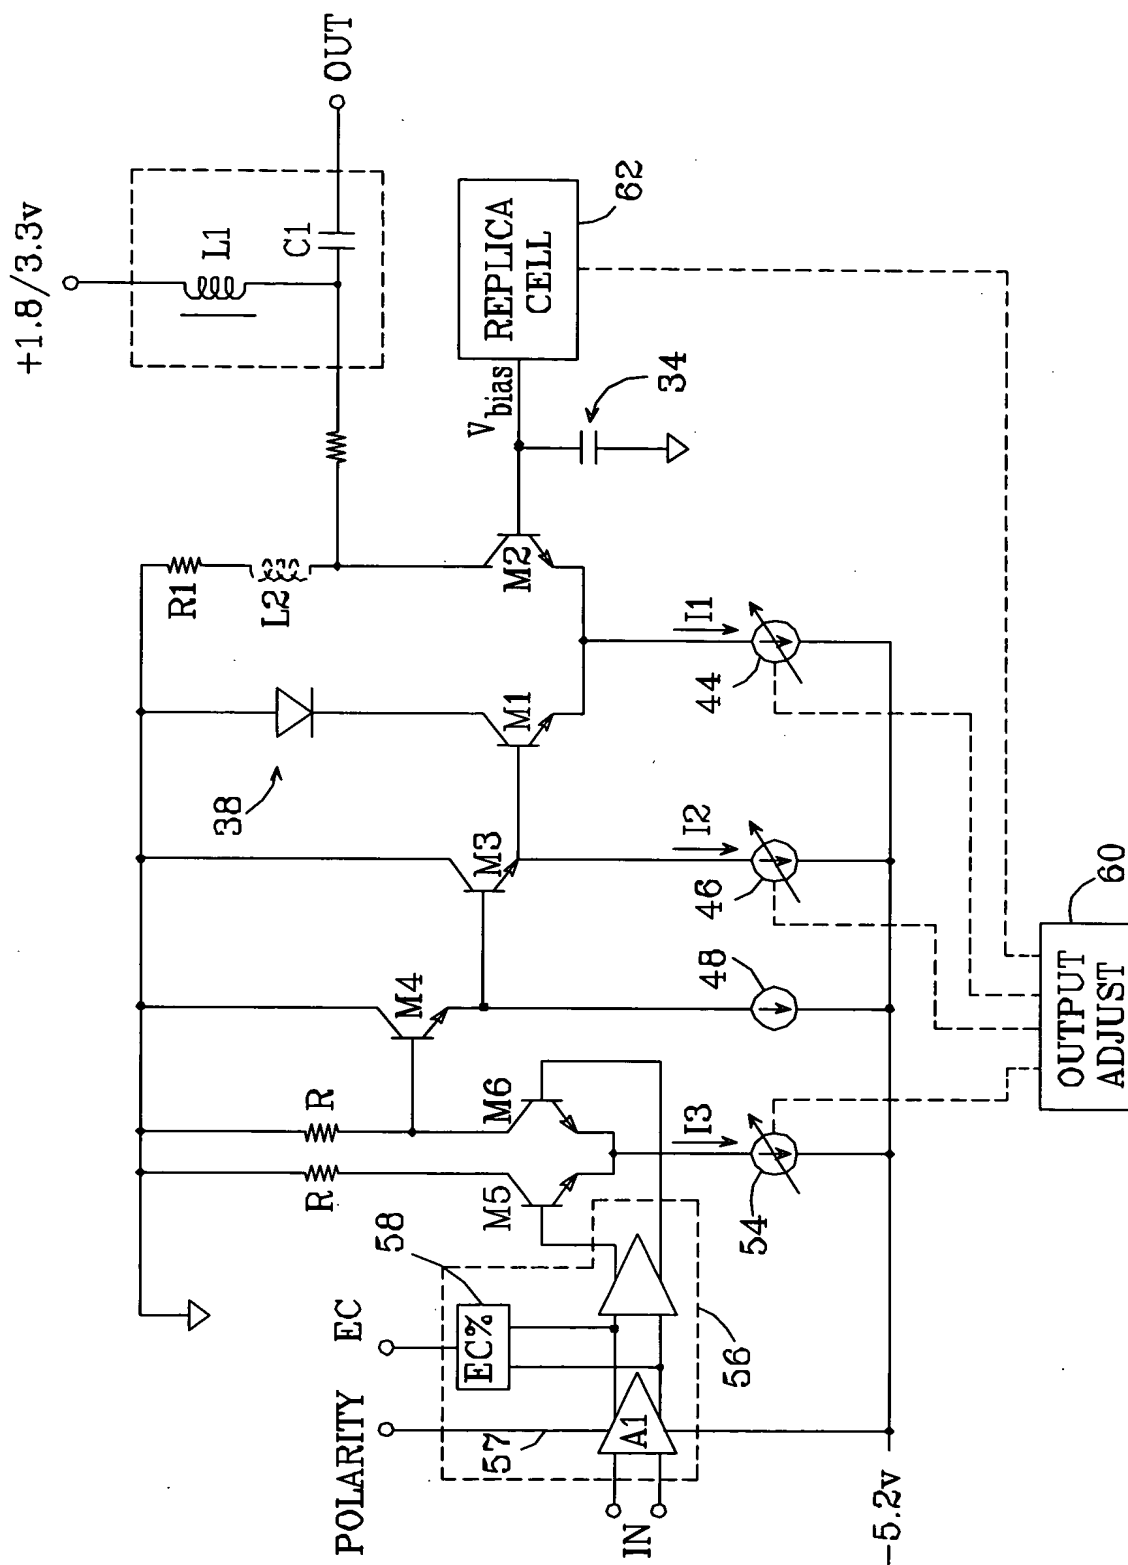 +1.8/3.3v
OUT
L1
C1
R1
L2
38
REPLICA
CELL
62
Vbias
34
M2
M1
M3
M4
R
R
M6
M5
I1
44
I2
46
48
I3
54
58
EC
EC%
POLARITY
57
A1
56
IN
-5.2v
OUTPUT
ADJUST
60